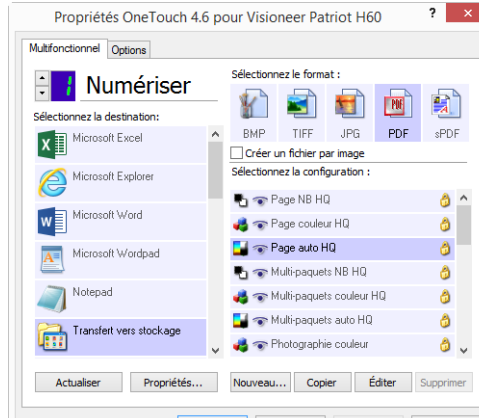 Propriétés OneTouch 4.6 pour Visioneer Patriot H60
Multifonctionnel
Options
1
Numériser
Sélectionnez la destination:
Microsoft Excel
Microsoft Explorer
Microsoft Word
Microsoft Wordpad
Notepad
Transfert vers stockage
Actualiser
Propriétés...
Sélectionnez le format :
BMP
TIFF
JPG
PDF
sPDF
Créer un fichier par image
Sélectionnez la configuration :
Page NB HQ
Page couleur HQ
Page auto HQ
Multi-paquets NB HQ
Multi-paquets couleur HQ
Multi-paquets auto HQ
Photographie couleur
Nouveau...
Copier
Éditer
Supprimer